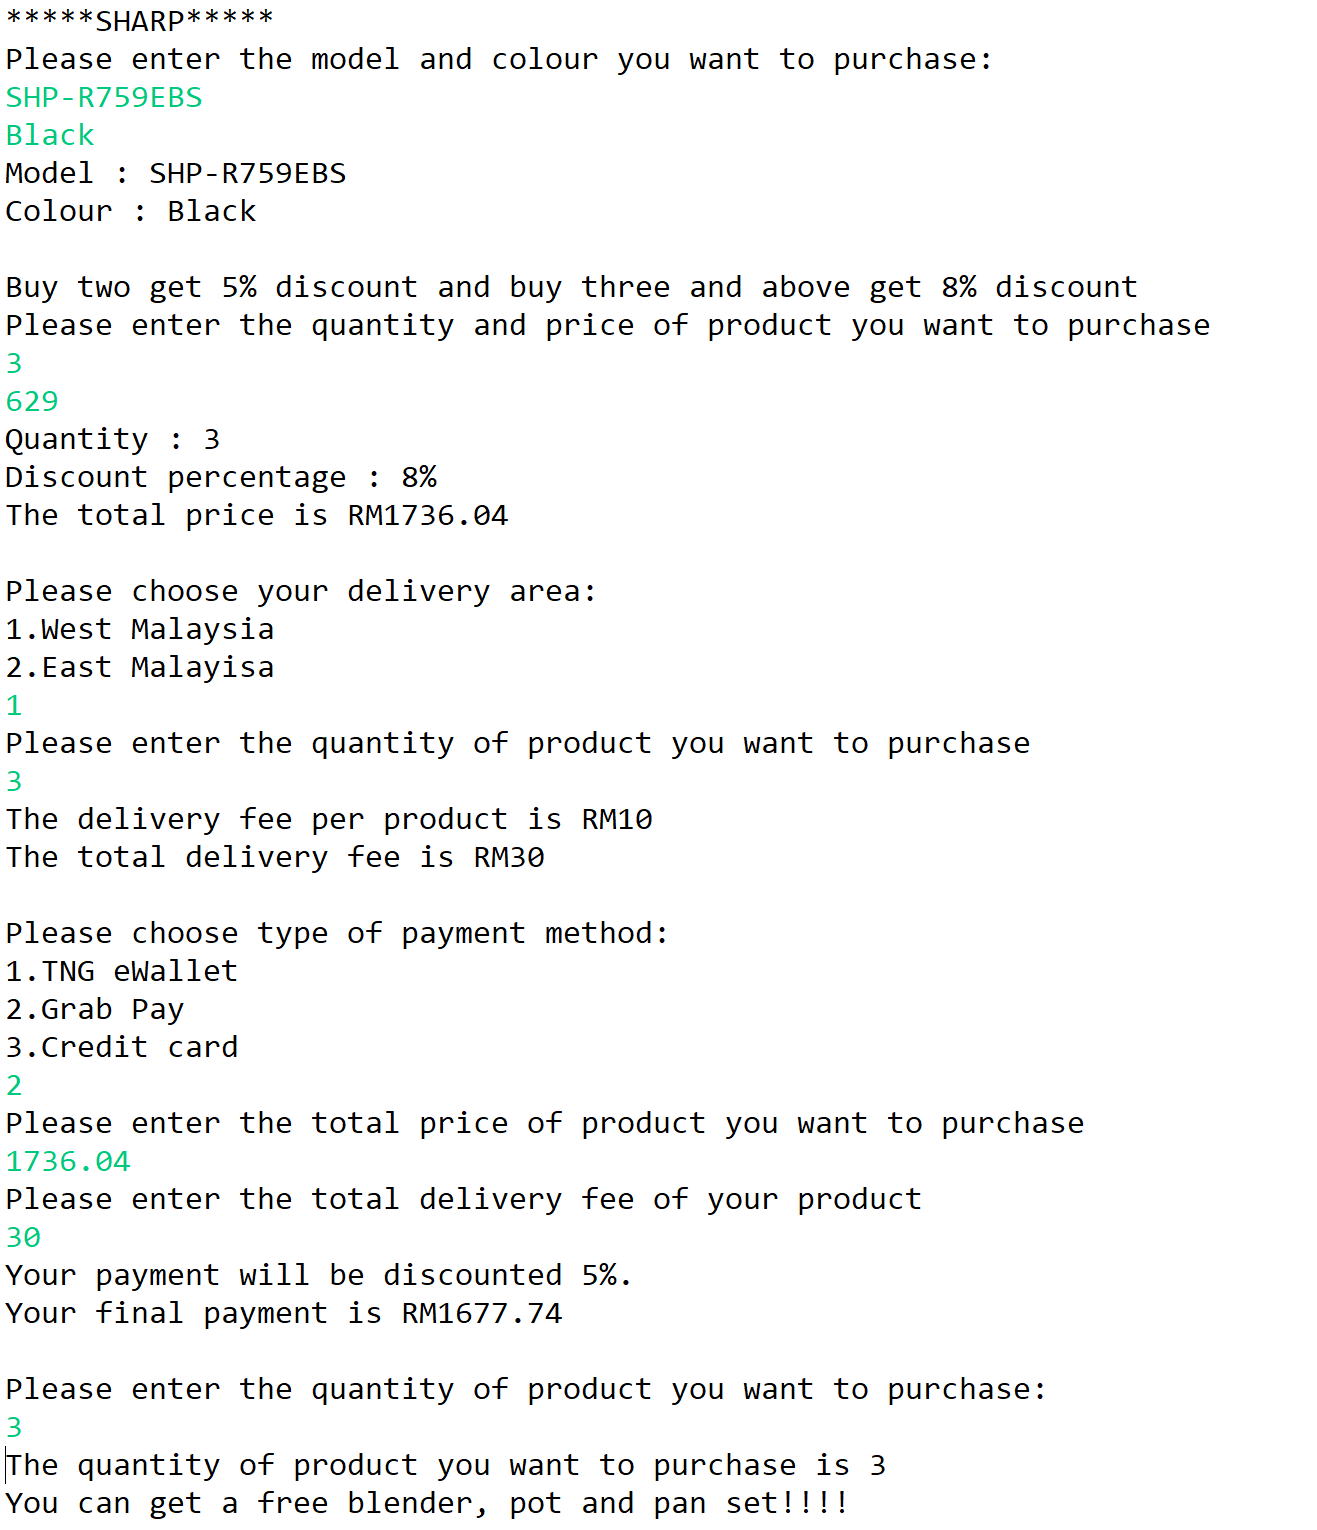 *****SHARP*****
Please enter the model and colour you want to purchase:
SHP-R759EBS
Black
Model : SHP-R759EBS
Colour : Black
Buy two get 5% discount and buy three and above get 8% discount
Please enter the quantity and price of product you want to purchase
3
629
Quantity : 3
Discount percentage : 8%
The total price is RM1736.04
Please choose your delivery area:
1.West Malaysia
2.East Malayisa
1
Please enter the quantity of product you want to purchase
3
The delivery fee per product is RM10
The total delivery fee is RM30
Please choose type of payment method:
1.TNG eWallet
2.Grab Pay
3.Credit card
2
Please enter the total price of product you want to purchase
1736.04
Please enter the total delivery fee of your product
30
Your payment will be discounted 5%.
Your final payment is RM1677.74
Please enter the quantity of product you want to purchase:
3
The quantity of product you want to purchase is 3
You can get a free blender, pot and pan set!!!!